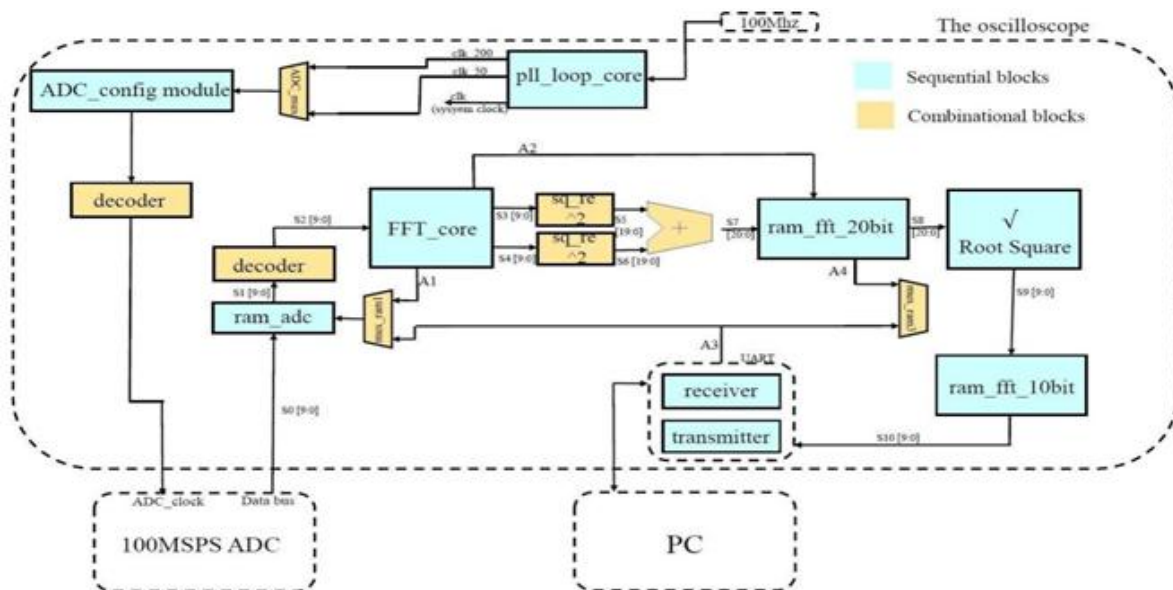 100Mhz
The oscilloscope
clk_200
clk_50
clk
(sysyem clock)
pll_loop_core
ADC_config module
ADC_mux
Sequential blocks
Combinational blocks
decoder
A2
S2 [9:0]
FFT_core
S3 [9:0]
sq_re
^2
S5
[19:0]
S4 [9:0]
sq_re
^2
S6 [19:0]
+
S7
[20:0]
ram_fft_20bit
S8
[20:0]
√
Root Square
decoder
S1 [9:0]
ram_adc
A1
A4
S9 [9:0]
A3
UART
receiver
transmitter
ram_fft_10bit
S10 [9:0]
S0 [9:0]
ADC_clock
Data bus
100MSPS ADC
PC